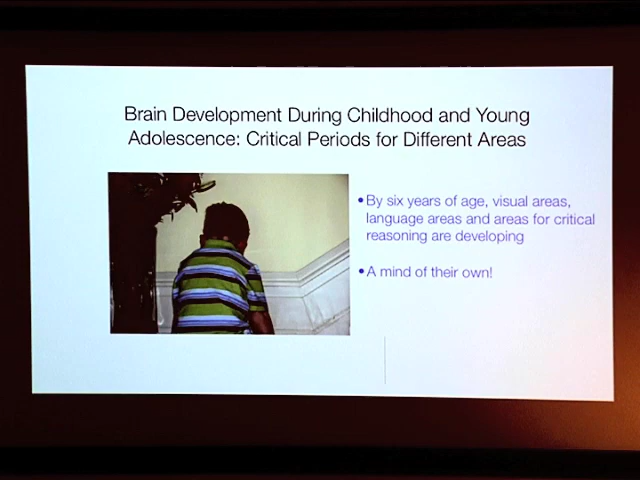 Brain Development During Childhood and Young
Adolescence: Critical Periods for Different Areas
• By six years of age, visual areas,
language areas and areas for critical
reasoning are developing
• A mind of their own!